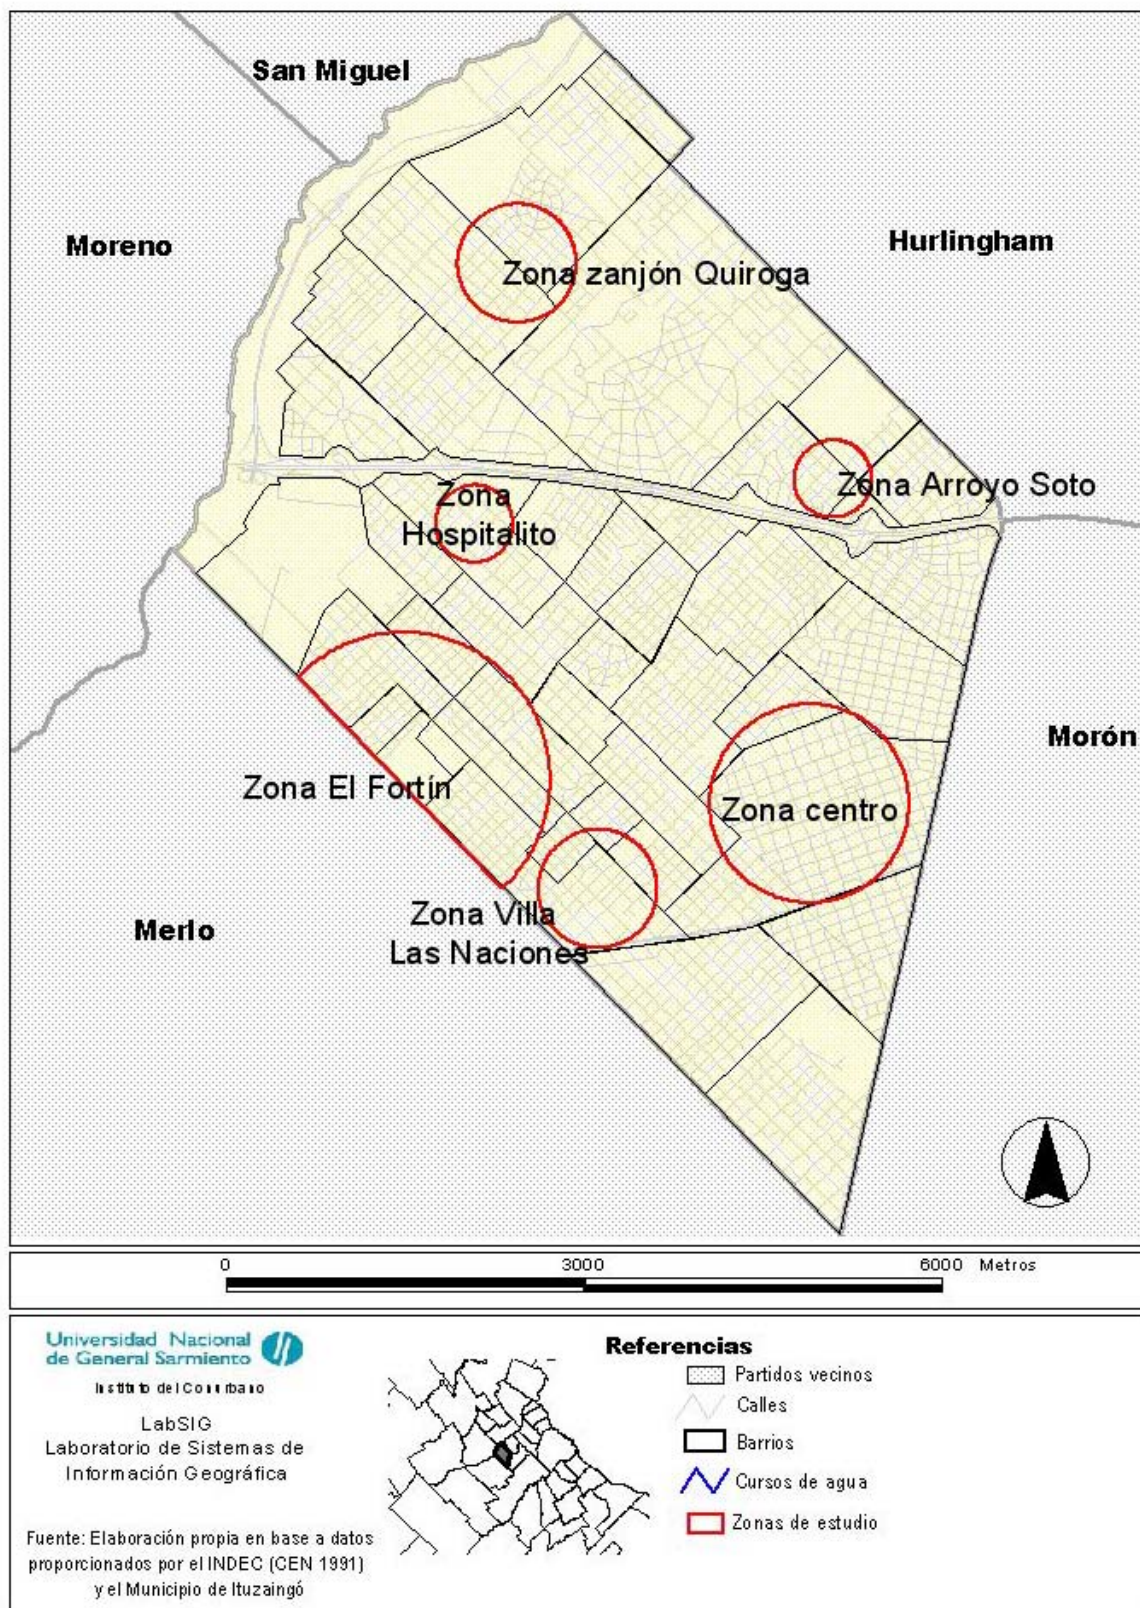 San Miguel
Moreno
Hurlingham
Zona zanjón Quiroga
Zona Arroyo Soto
Zona
Hospitalito
Morón
Zona El Fortín
Zona centro
Zona Villa
Las Naciones
Merlo
0 3000 6000 Metros
Universidad Nacional
de General Sarmiento
Instituto del Conurbano
LabSIG
Laboratorio de Sistemas de
Información Geográfica
Fuente: Elaboración propia en base a datos
proporcionados por el INDEC (CEN 1991)
y el Municipio de Ituzaingó
Referencias
Partidos vecinos
Calles
Barrios
Cursos de agua
Zonas de estudio